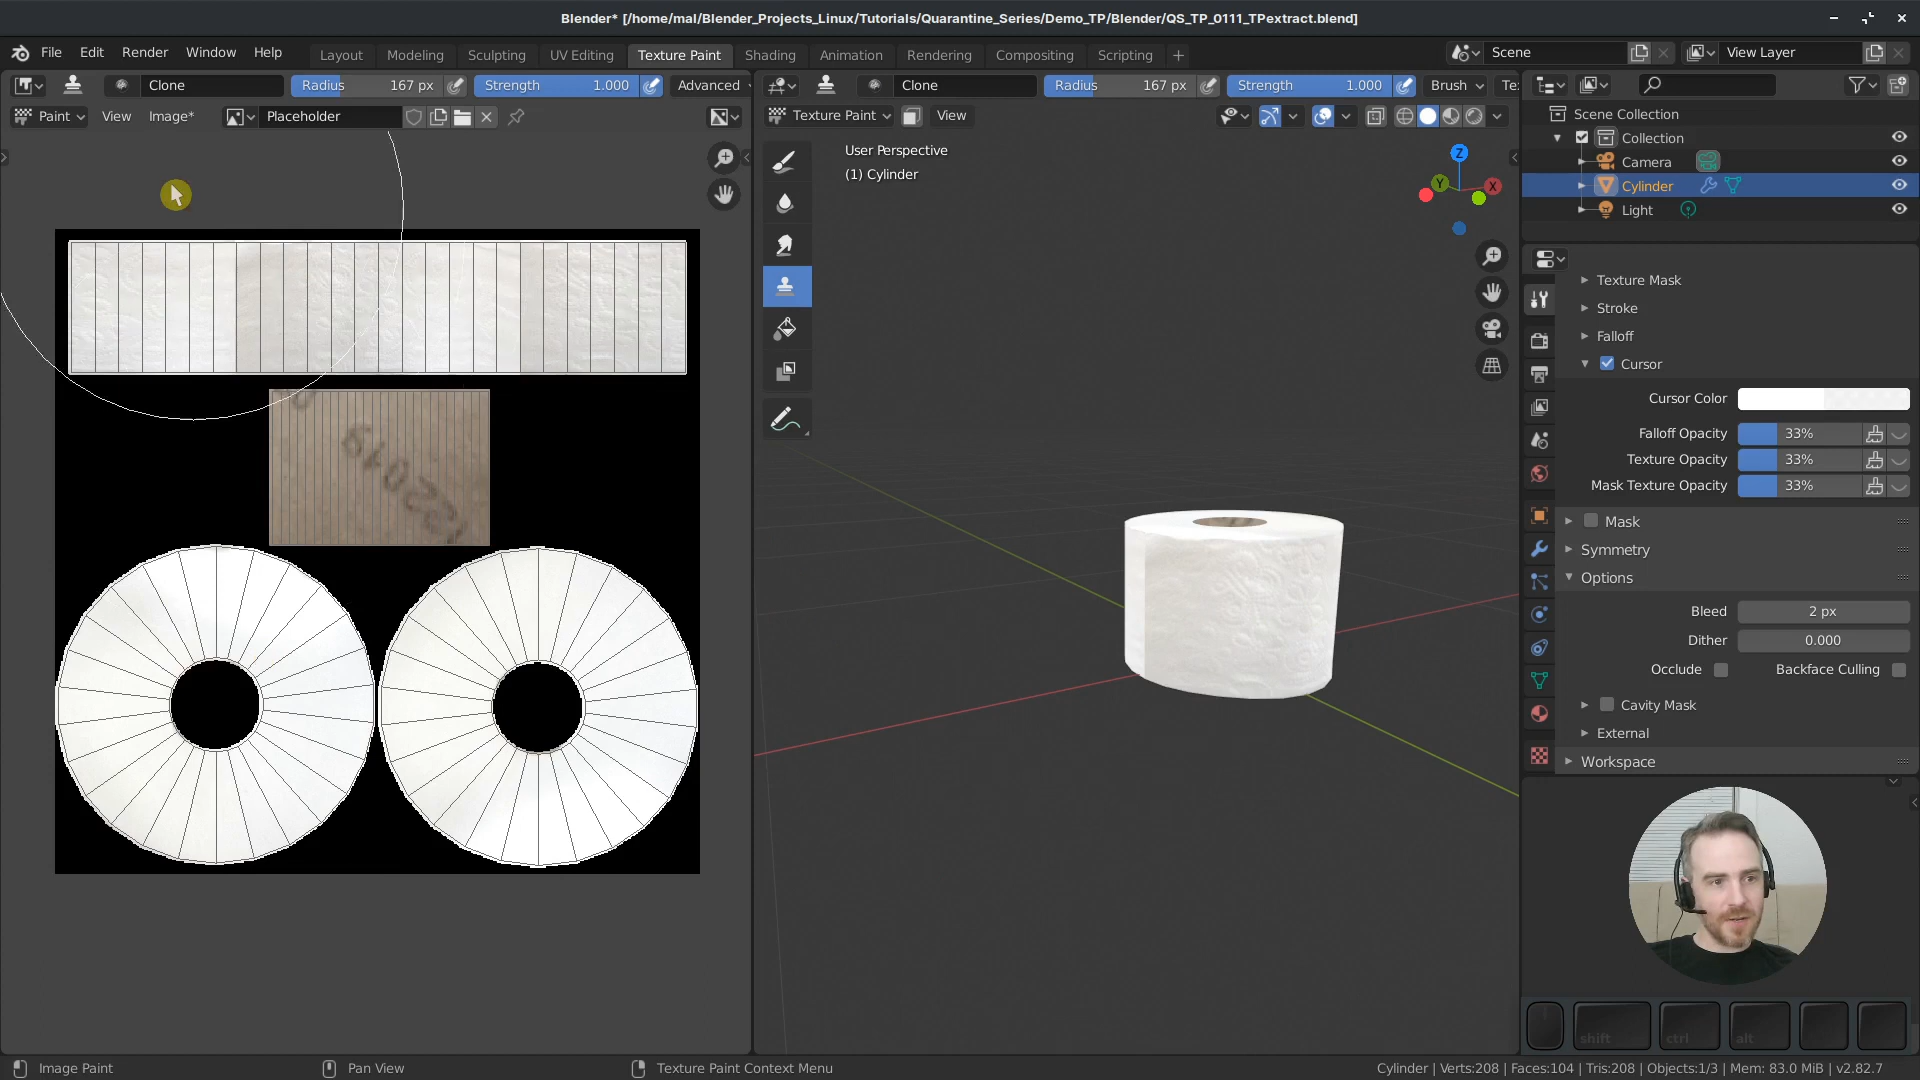 Blender* [/home/mal/Blender_Projects_Linux/Tutorials/Quarantine_Series/Demo_TP/Blender/QS_TP_0111_TPextract.blend]
File Edit Render Window Help Layout Modeling Sculpting UV Editing Texture Paint Shading Animation Rendering Compositing Scripting + Scene View Layer
Clone Radius 167 px Strength 1.000 Advanced Clone Radius 167 px Strength 1.000 Brush Te:
Paint View Image* Placeholder Texture Paint View
Scene Collection
Collection
Camera
Cylinder
Light
User Perspective
(1) Cylinder
Z
Y
X
Texture Mask
Stroke
Falloff
Cursor
Cursor Color
Falloff Opacity 33%
Texture Opacity 33%
Mask Texture Opacity 33%
Mask
Symmetry
Options
Bleed 2 px
Dither 0.000
Occlude Backface Culling
Cavity Mask
External
Workspace
shift ctrl alt
Image Paint Pan View Texture Paint Context Menu Cylinder | Verts:208 | Faces:104 | Tris:208 | Objects:1/3 | Mem: 83.0 MiB | v2.82.7